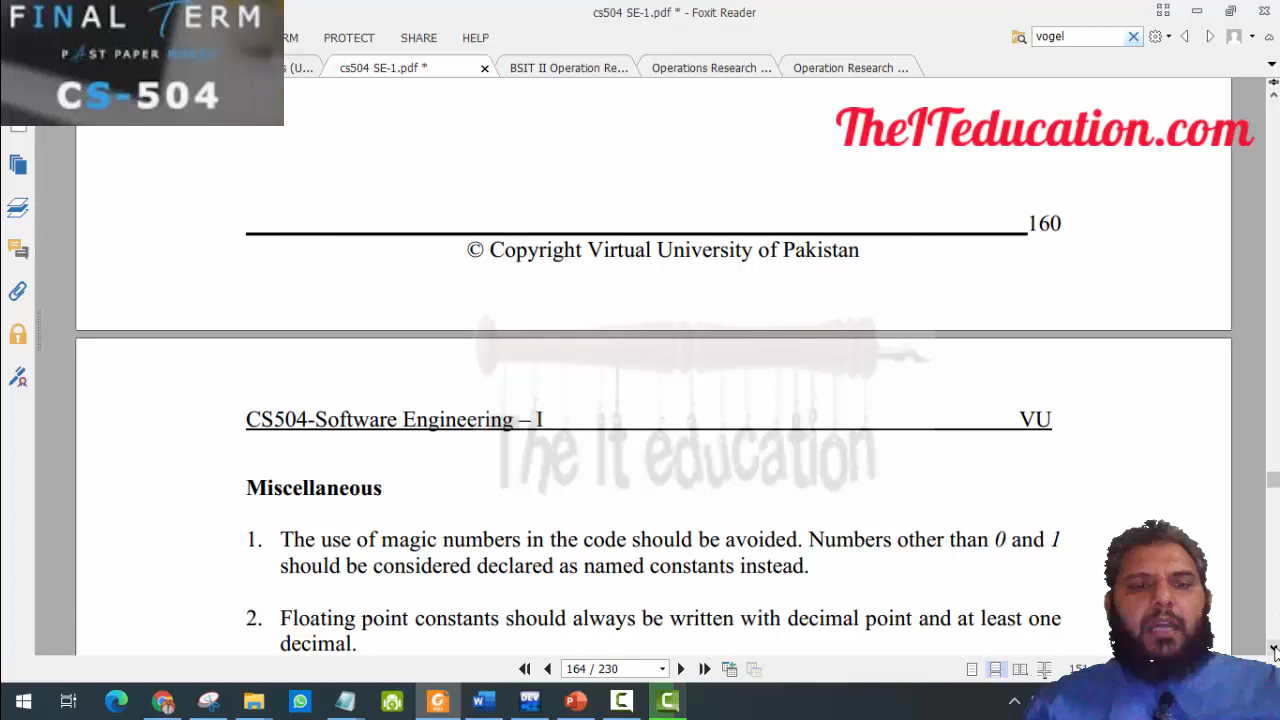 FINAL TERM
PAST PAPER
CS-504
cs504 SE-1.pdf * - Foxit Reader
RM PROTECT SHARE HELP
vogel
s (U... cs504 SE-1.pdf * BSIT II Operation Re... Operations Research ... Operation Research ...
TheITeducation.com
160
© Copyright Virtual University of Pakistan
The It education
CS504-Software Engineering – I VU
Miscellaneous
1. The use of magic numbers in the code should be avoided. Numbers other than 0 and 1
should be considered declared as named constants instead.
2. Floating point constants should always be written with decimal point and at least one
decimal.
164 / 230